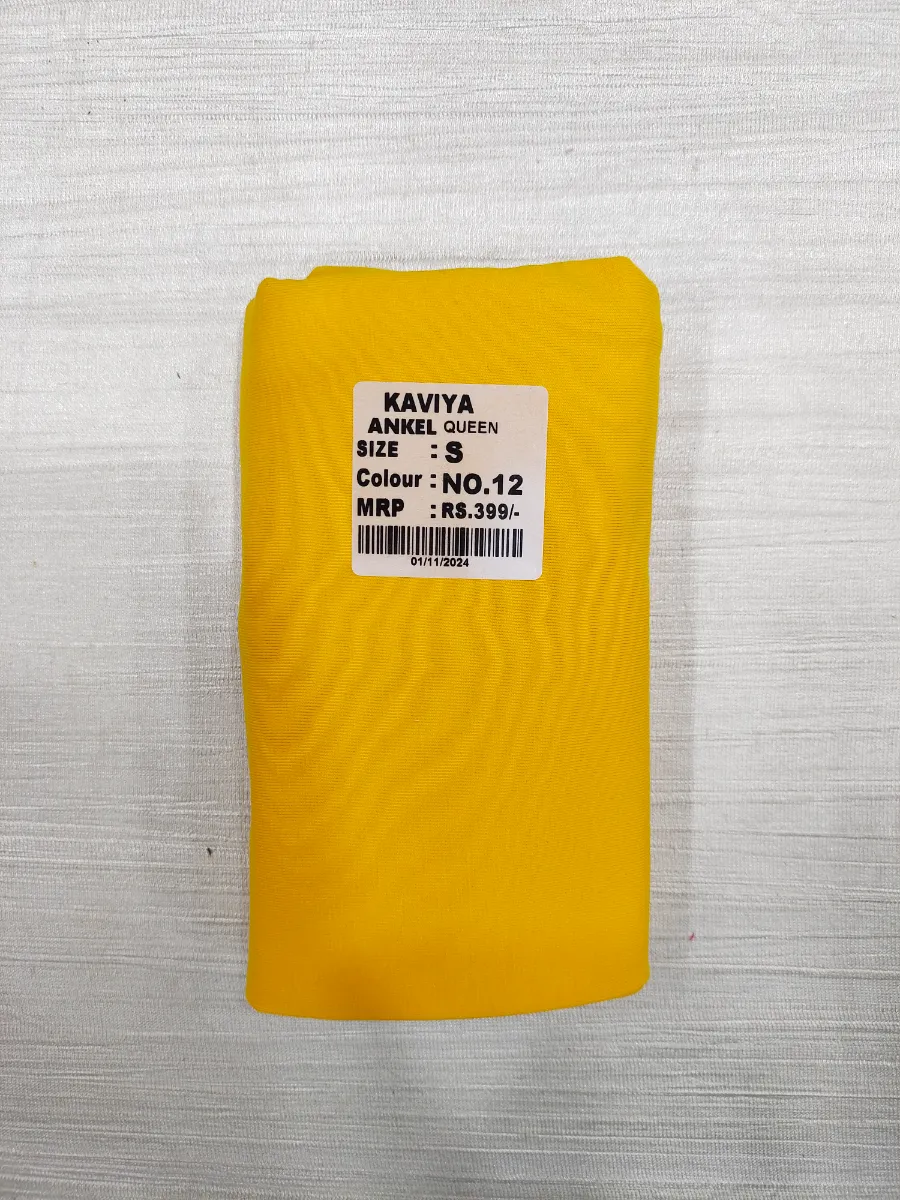 KAVIYA
ANKEL QUEEN
SIZE : S
Colour : NO.12
MRP : RS.399/-
01/11/2024